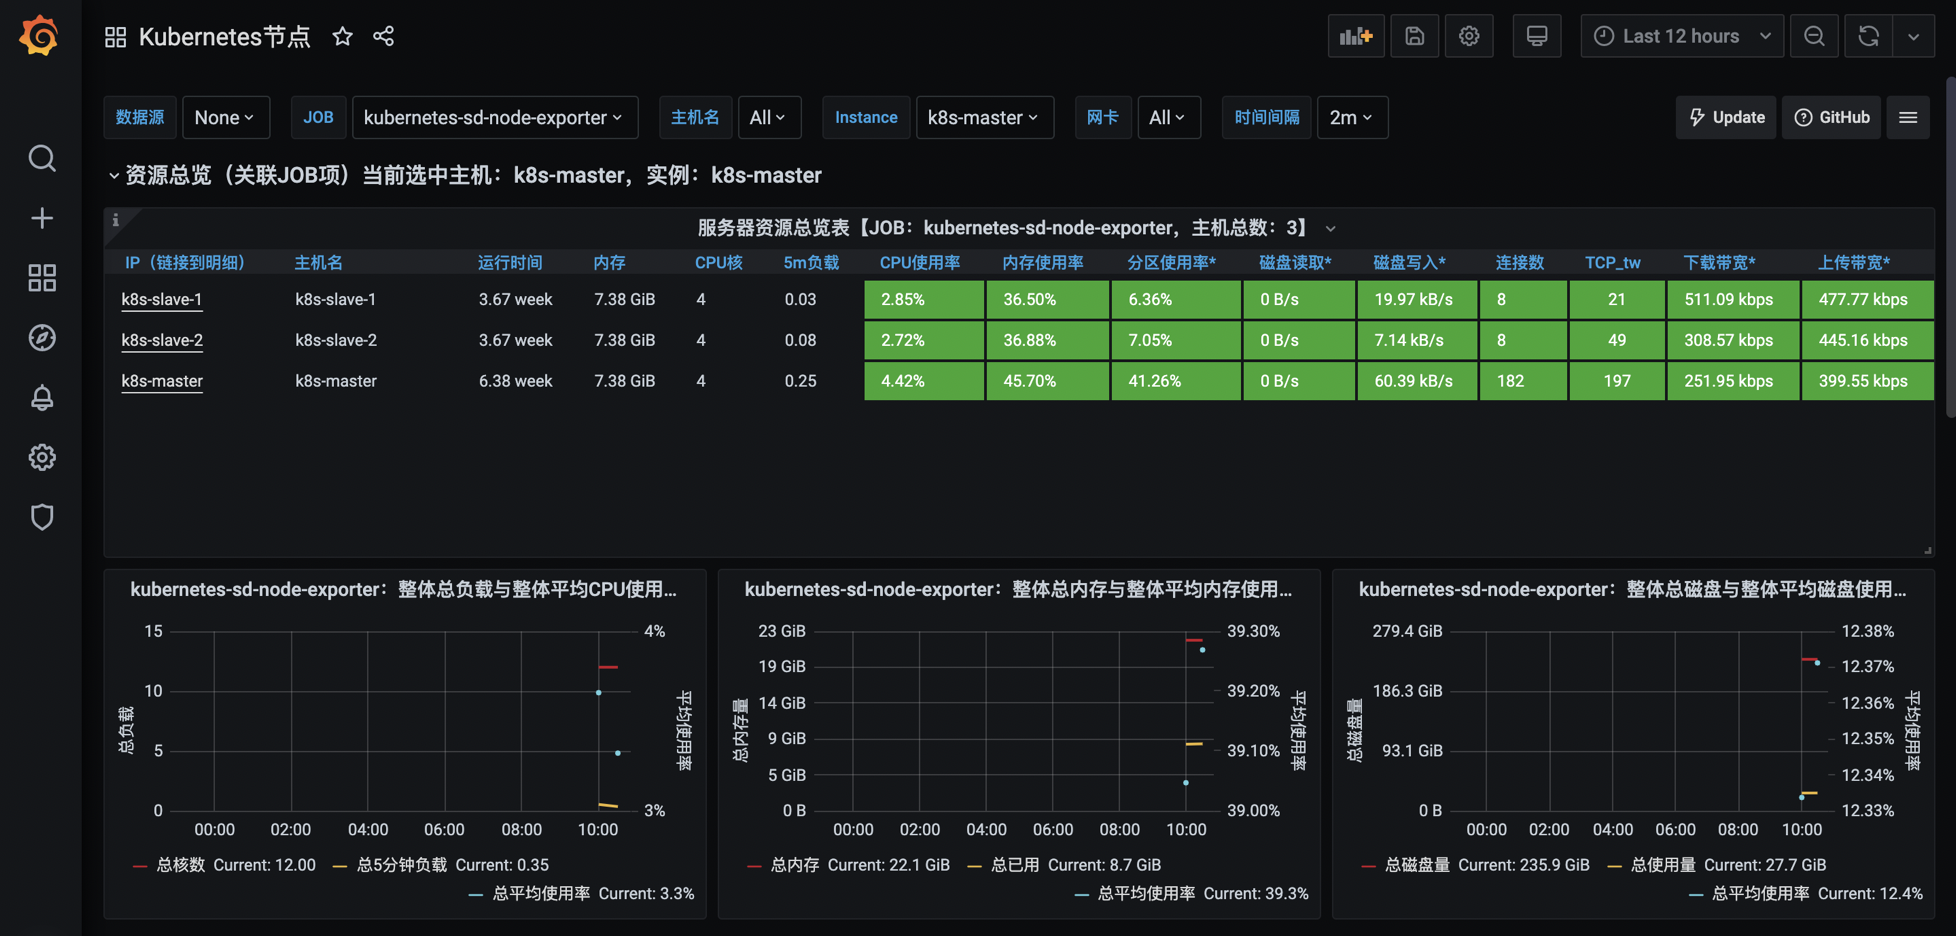 Kubernetes节点
Last 12 hours
数据源 None JOB kubernetes-sd-node-exporter 主机名 All Instance k8s-master 网卡 All 时间间隔 2m Update GitHub
资源总览（关联JOB项）当前选中主机：k8s-master，实例：k8s-master
服务器资源总览表【JOB：kubernetes-sd-node-exporter，主机总数：3】
IP（链接到明细） 主机名 运行时间 内存 CPU核 5m负载 CPU使用率 内存使用率 分区使用率* 磁盘读取* 磁盘写入* 连接数 TCP_tw 下载带宽* 上传带宽*
k8s-slave-1 k8s-slave-1 3.67 week 7.38 GiB 4 0.03 2.85% 36.50% 6.36% 0 B/s 19.97 kB/s 8 21 511.09 kbps 477.77 kbps
k8s-slave-2 k8s-slave-2 3.67 week 7.38 GiB 4 0.08 2.72% 36.88% 7.05% 0 B/s 7.14 kB/s 8 49 308.57 kbps 445.16 kbps
k8s-master k8s-master 6.38 week 7.38 GiB 4 0.25 4.42% 45.70% 41.26% 0 B/s 60.39 kB/s 182 197 251.95 kbps 399.55 kbps
kubernetes-sd-node-exporter：整体总负载与整体平均CPU使用...
15
10
5
0
4%
3%
总负载
平均使用率
00:00 02:00 04:00 06:00 08:00 10:00
总核数 Current: 12.00 总5分钟负载 Current: 0.35
总平均使用率 Current: 3.3%
kubernetes-sd-node-exporter：整体总内存与整体平均内存使用...
23 GiB
19 GiB
14 GiB
9 GiB
5 GiB
0 B
39.30%
39.20%
39.10%
39.00%
总内存量
平均使用率
00:00 02:00 04:00 06:00 08:00 10:00
总内存 Current: 22.1 GiB 总已用 Current: 8.7 GiB
总平均使用率 Current: 39.3%
kubernetes-sd-node-exporter：整体总磁盘与整体平均磁盘使用...
279.4 GiB
186.3 GiB
93.1 GiB
0 B
12.38%
12.37%
12.36%
12.35%
12.34%
12.33%
总磁盘量
平均使用率
00:00 02:00 04:00 06:00 08:00 10:00
总磁盘量 Current: 235.9 GiB 总使用量 Current: 27.7 GiB
总平均使用率 Current: 12.4%